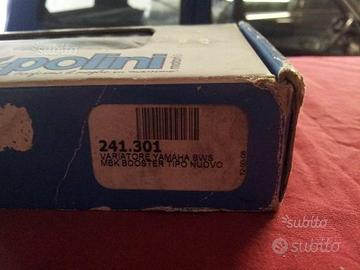 polini
241.301
VARIATORE YAMAHA BWS
MBK BOOSTER TIPO NUOVO
subito
subito